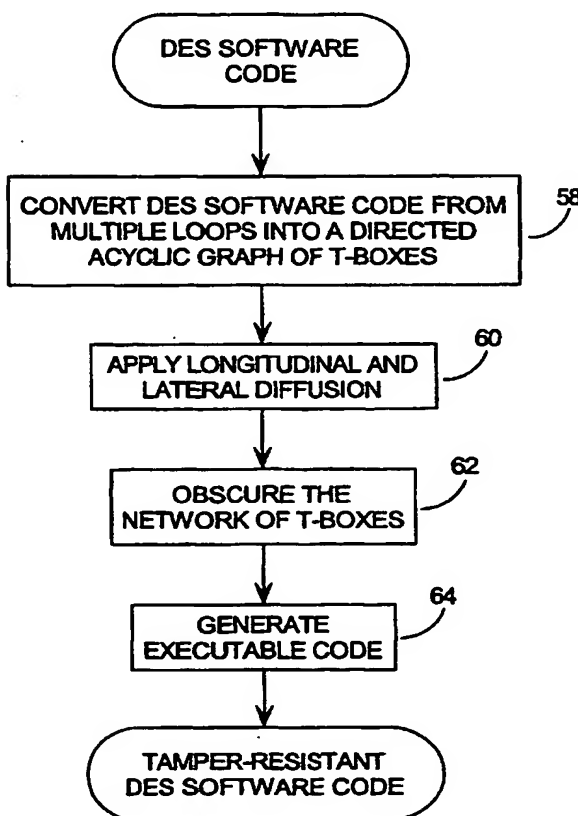 DES SOFTWARE
CODE
CONVERT DES SOFTWARE CODE FROM
MULTIPLE LOOPS INTO A DIRECTED
ACYCLIC GRAPH OF T-BOXES
58
APPLY LONGITUDINAL AND
LATERAL DIFFUSION
60
OBSCURE THE
NETWORK OF T-BOXES
62
GENERATE
EXECUTABLE CODE
64
TAMPER-RESISTANT
DES SOFTWARE CODE